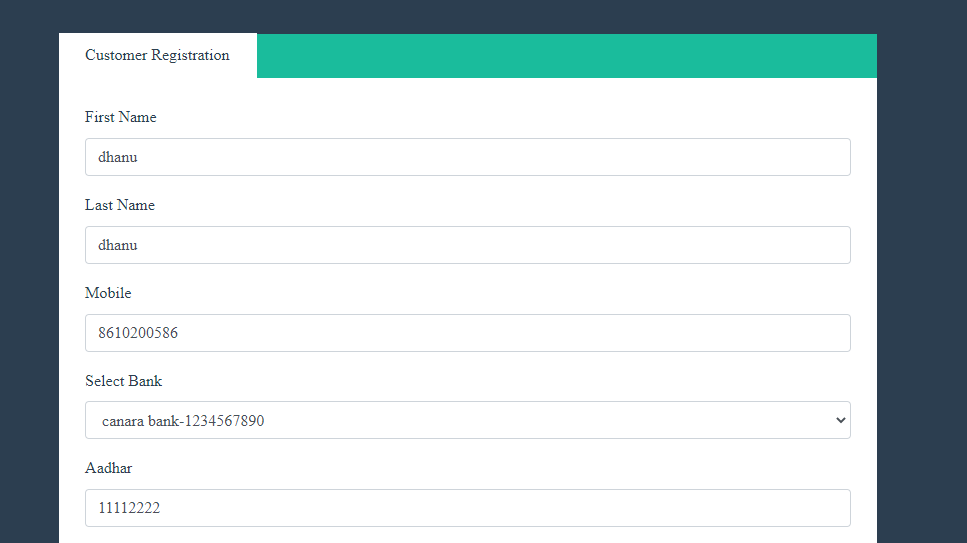 Customer Registration
First Name
dhanu
Last Name
dhanu
Mobile
8610200586
Select Bank
canara bank-1234567890
Aadhar
11112222